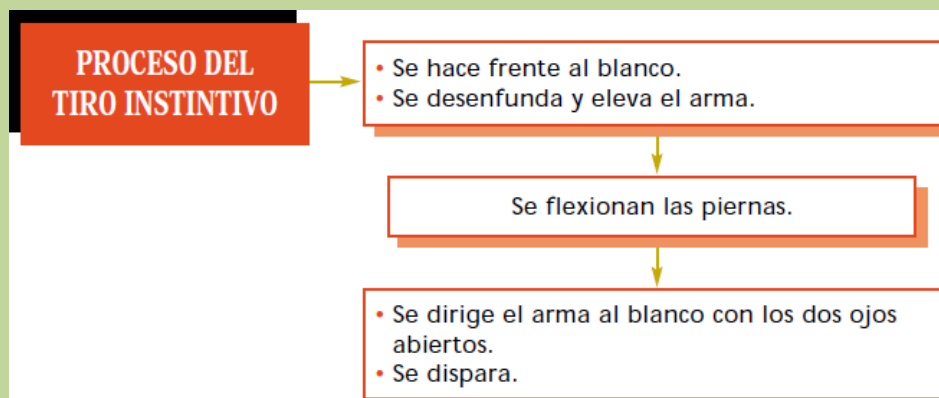 PROCESO DEL
TIRO INSTINTIVO
• Se hace frente al blanco.
• Se desenfunda y eleva el arma.
Se flexionan las piernas.
• Se dirige el arma al blanco con los dos ojos
abiertos.
• Se dispara.